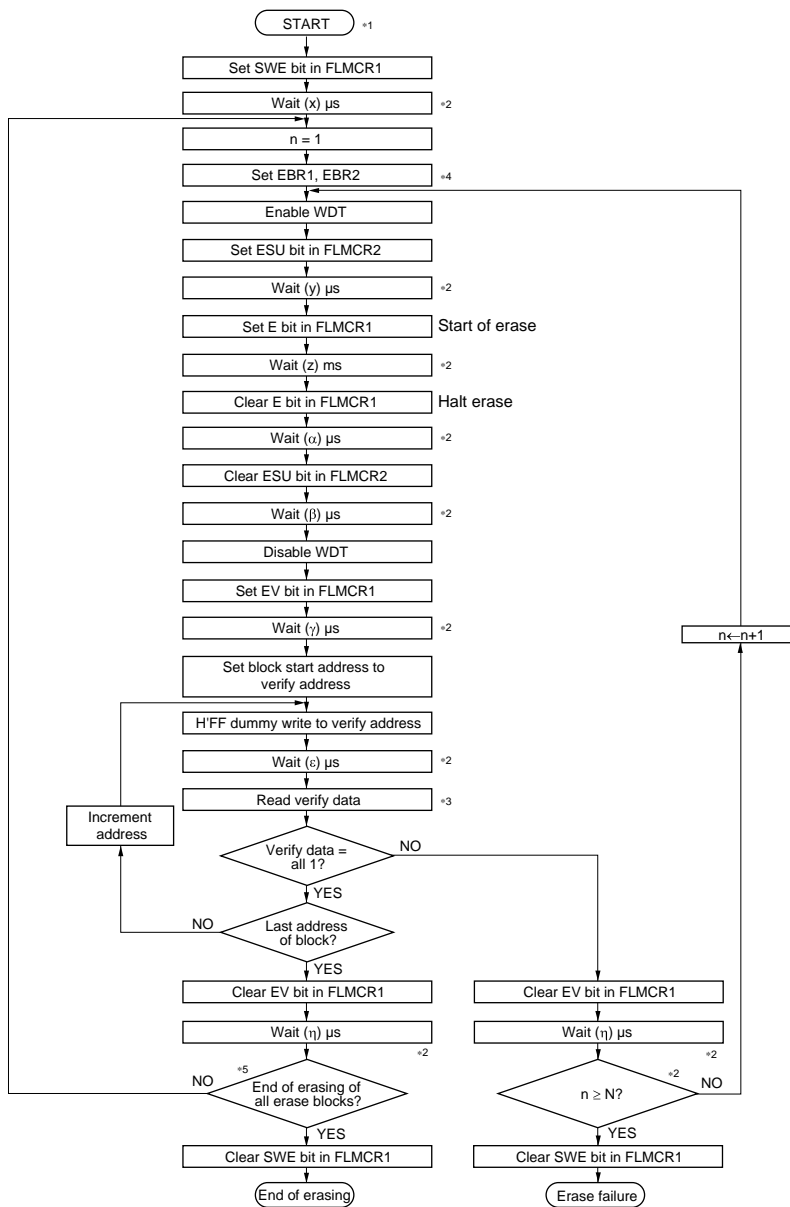 START *1
Set SWE bit in FLMCR1
Wait (x) µs *2
n = 1
Set EBR1, EBR2 *4
Enable WDT
Set ESU bit in FLMCR2
Wait (y) µs *2
Set E bit in FLMCR1 Start of erase
Wait (z) ms *2
Clear E bit in FLMCR1 Halt erase
Wait (α) µs *2
Clear ESU bit in FLMCR2
Wait (β) µs *2
Disable WDT
Set EV bit in FLMCR1
Wait (γ) µs *2
n←n+1
Set block start address to
verify address
H'FF dummy write to verify address
Wait (ε) µs *2
Read verify data *3
Increment
address
Verify data =
all 1?
NO
YES
NO
Last address
of block?
YES
Clear EV bit in FLMCR1
Wait (η) µs
*2
*5
NO
End of erasing of
all erase blocks?
YES
Clear SWE bit in FLMCR1
End of erasing
Clear EV bit in FLMCR1
Wait (η) µs
*2
*2
n ≥ N?
NO
YES
Clear SWE bit in FLMCR1
Erase failure